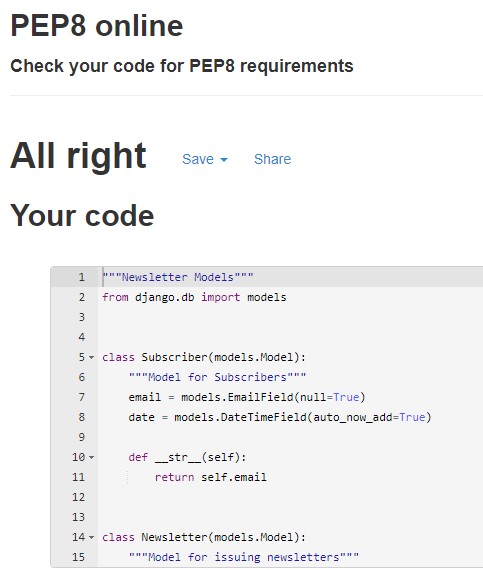 PEP8 online
Check your code for PEP8 requirements
All right Save Share
Your code
1 """Newsletter Models"""
2 from django.db import models
3
4
5 class Subscriber(models.Model):
6 """Model for Subscribers"""
7 email = models.EmailField(null=True)
8 date = models.DateTimeField(auto_now_add=True)
9
10 def __str__(self):
11 return self.email
12
13
14 class Newsletter(models.Model):
15 """Model for issuing newsletters"""